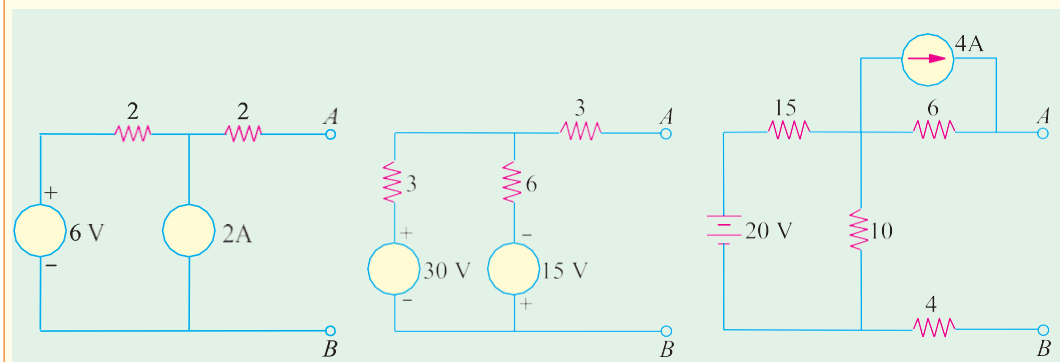 4A
2 2 A
3 A
15 6 A
3 6
+ 6 V −
2A
+ 30 V −
− 15 V +
20 V 10
4
B
B
B